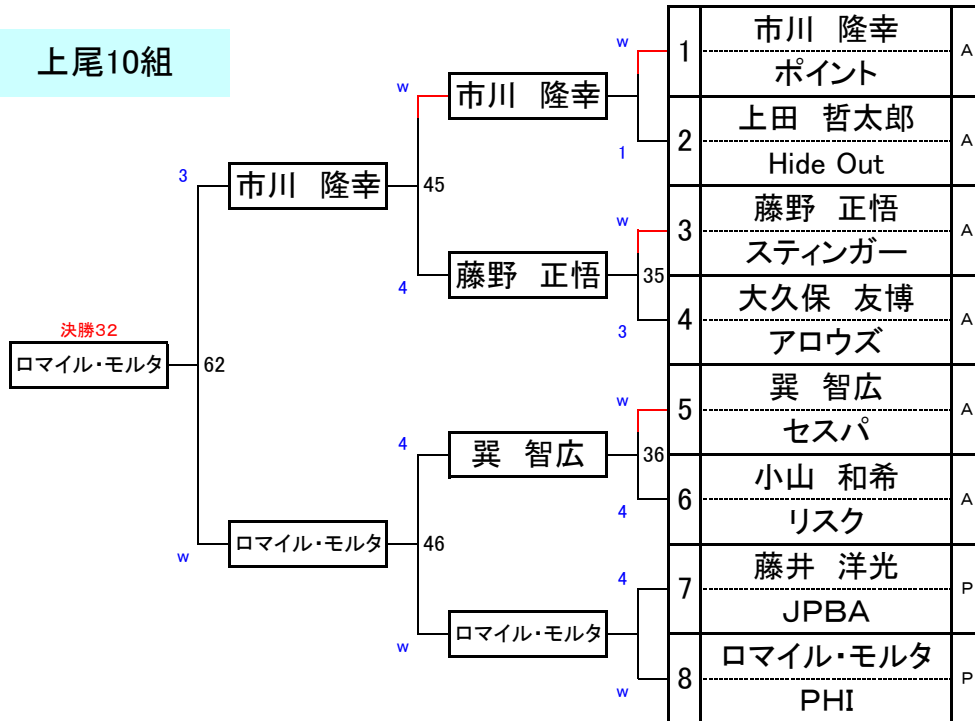 上尾10組
決勝32
ロマイル・モルタ
62
3
市川　隆幸
45
w
ロマイル・モルタ
46
w
市川　隆幸
4
藤野　正悟
35
4
巽　智広
36
w
ロマイル・モルタ
w
1
市川　隆幸
ポイント
A
1
2
上田　哲太郎
Hide Out
A
w
3
藤野　正悟
スティンガー
A
3
4
大久保　友博
アロウズ
A
w
5
巽　智広
セスパ
A
4
6
小山　和希
リスク
A
4
7
藤井　洋光
JPBA
P
w
8
ロマイル・モルタ
PHI
P